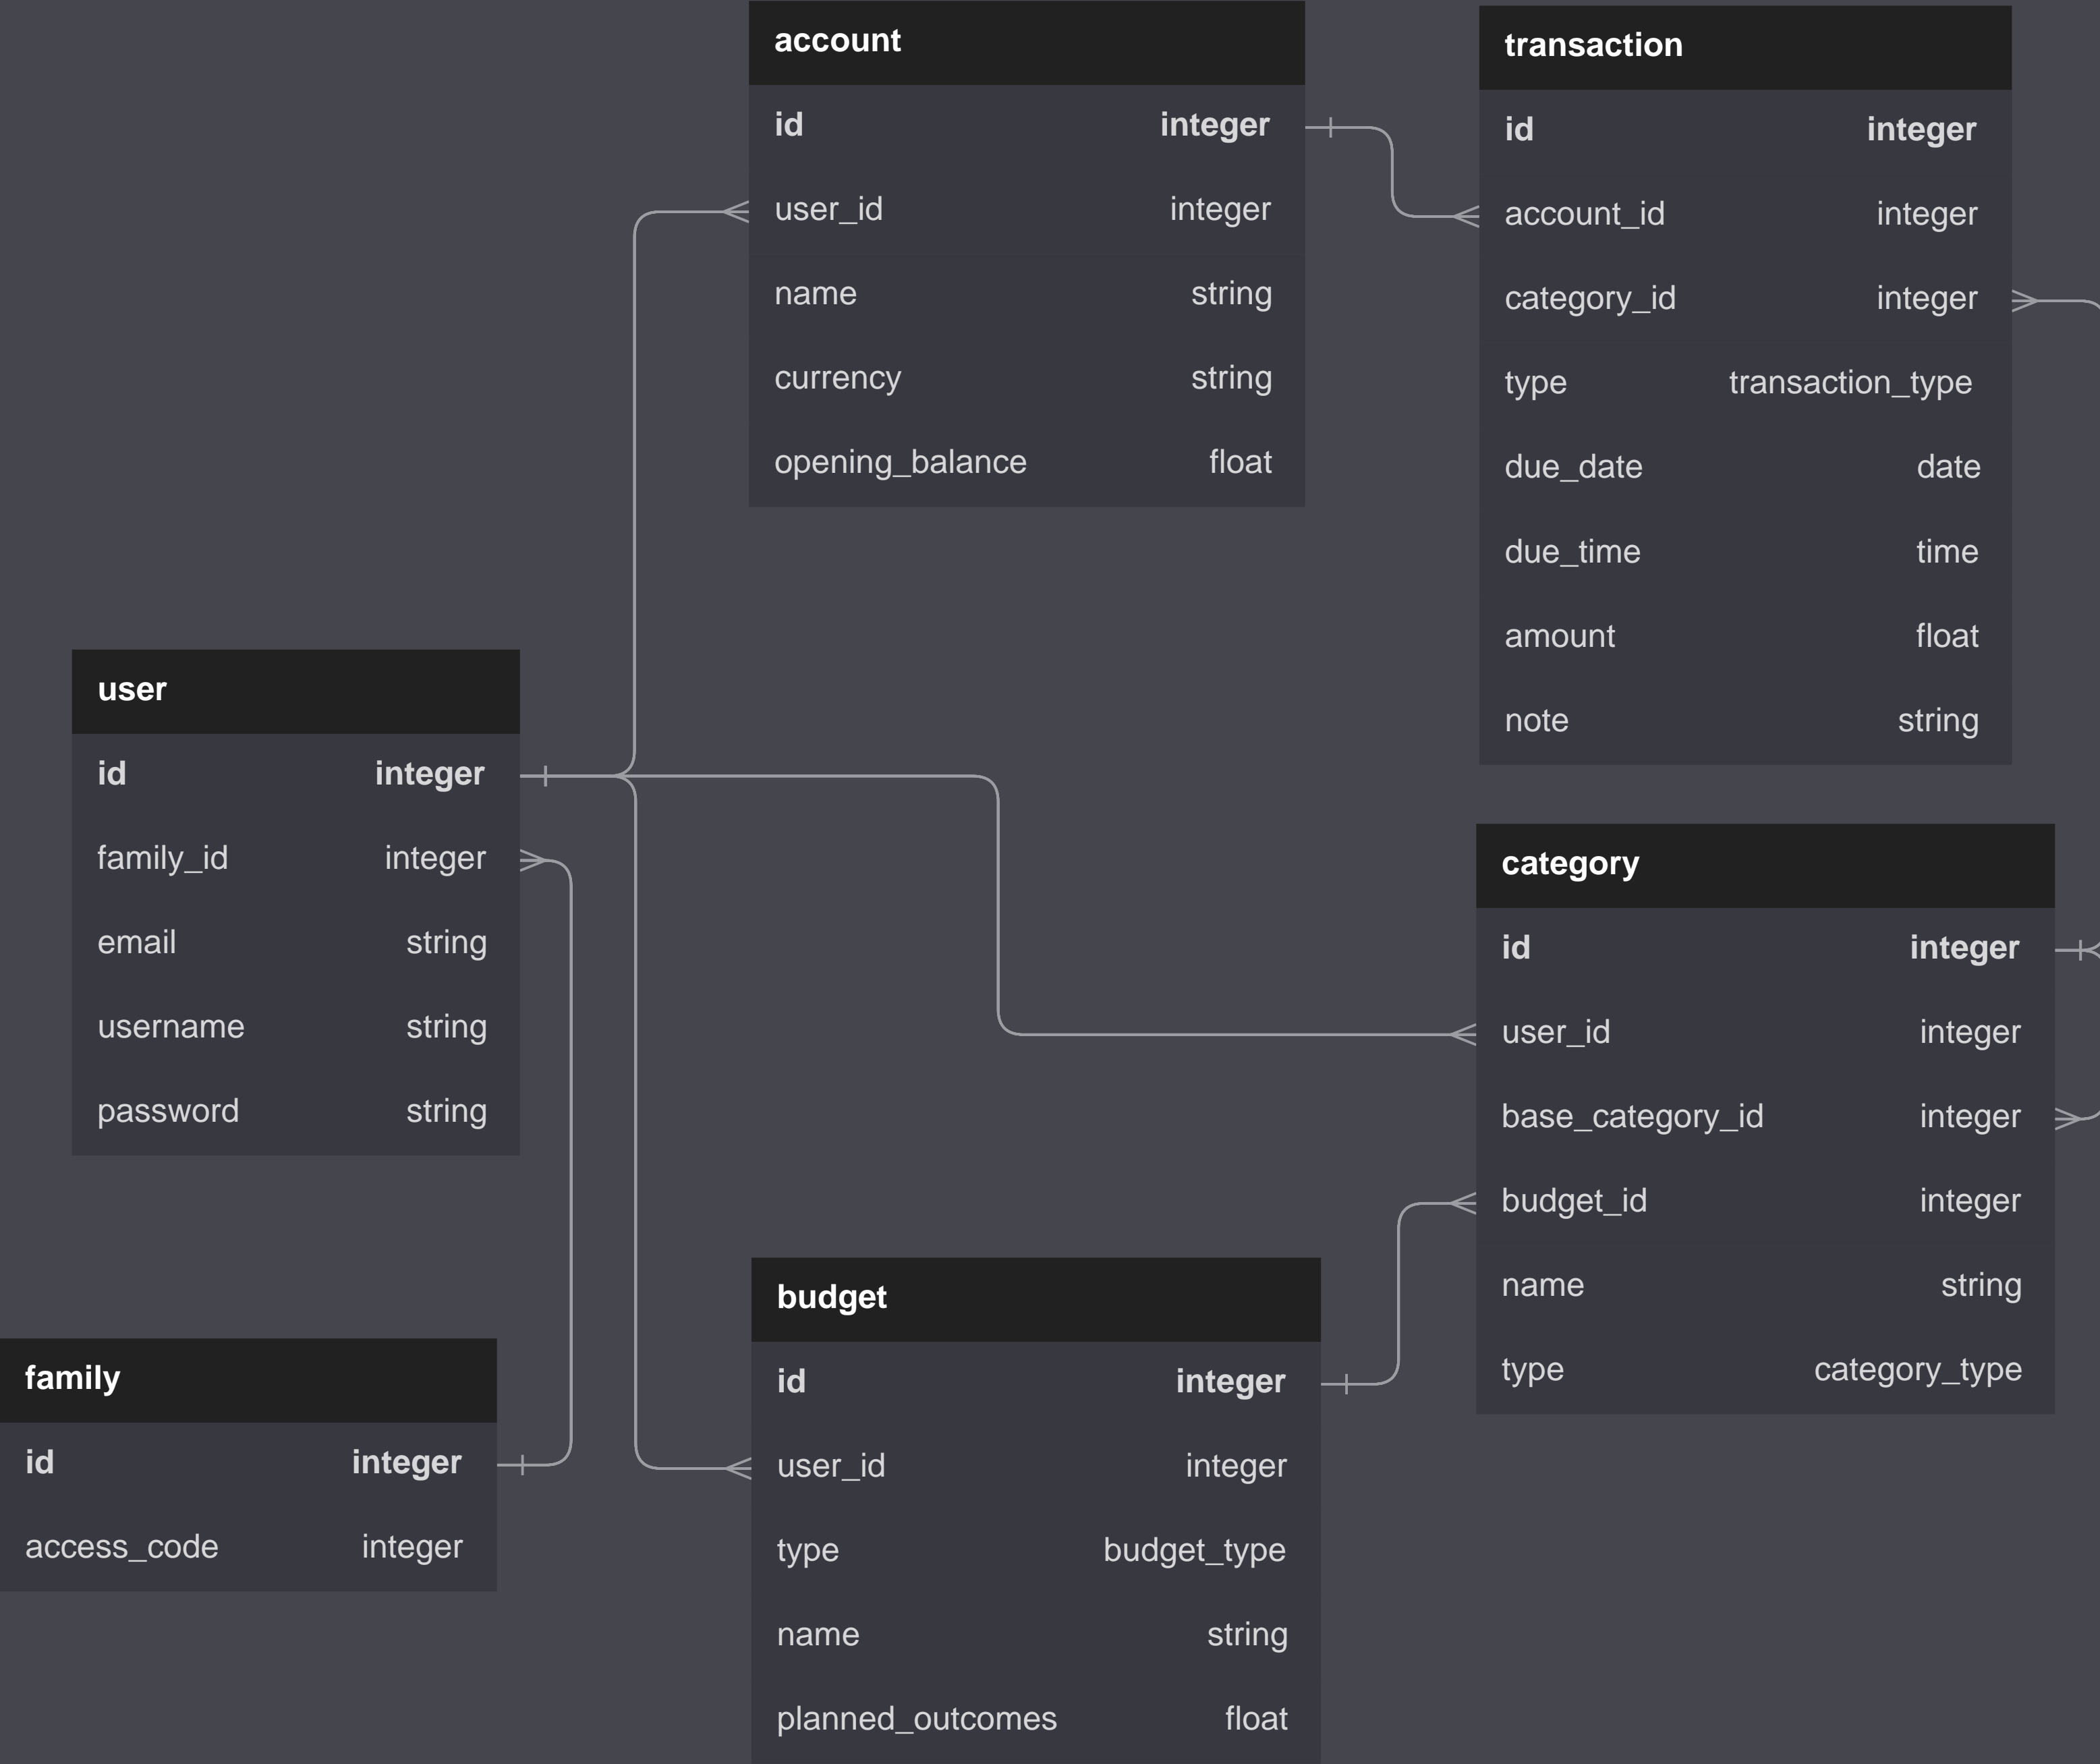 account
id integer
user_id integer
name string
currency string
opening_balance float
transaction
id integer
account_id integer
category_id integer
type transaction_type
due_date date
due_time time
amount float
note string
user
id integer
family_id integer
email string
username string
password string
category
id integer
user_id integer
base_category_id integer
budget_id integer
name string
type category_type
family
id integer
access_code integer
budget
id integer
user_id integer
type budget_type
name string
planned_outcomes float